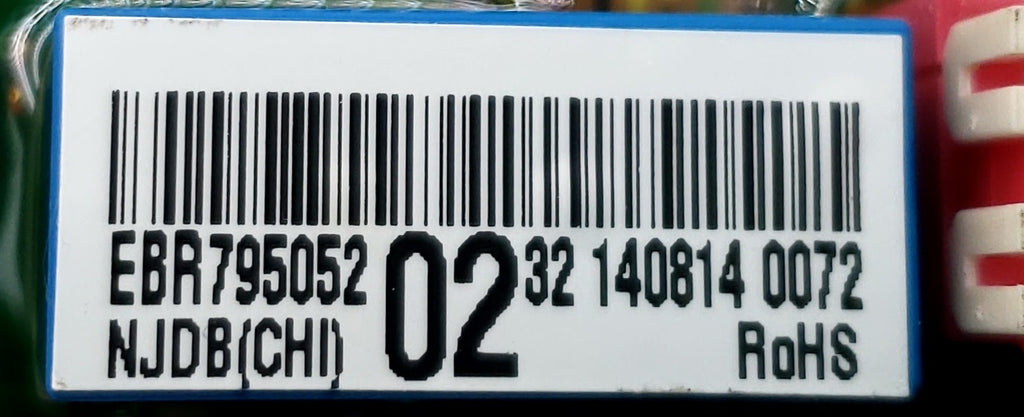 EBR795052 02 32 140814 0072
NJDB(CHI) RoHS